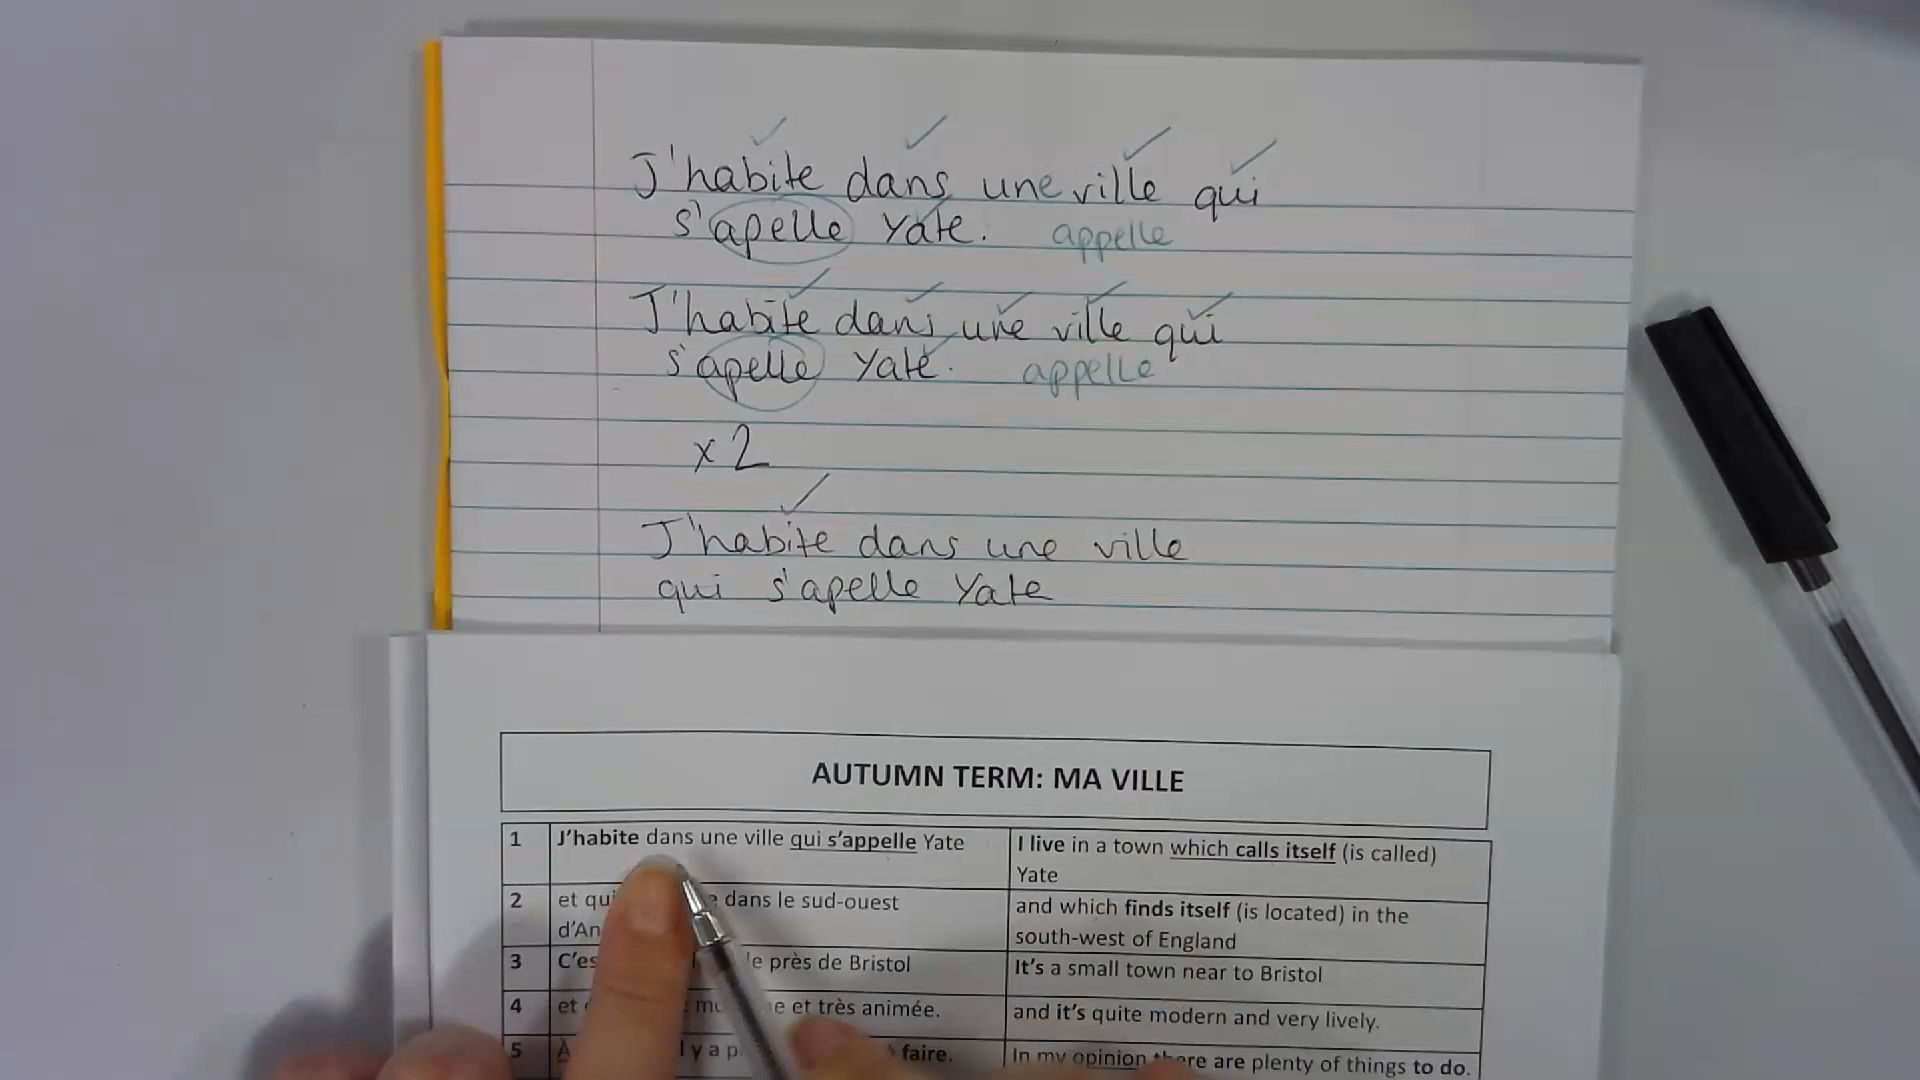 J'habite dans une ville qui
s'apelle Yate. appelle
J'habite dans une ville qui
s'apelle Yate. appelle
x 2
J'habite dans une ville
qui s'apelle Yate
AUTUMN TERM: MA VILLE
1 J'habite dans une ville qui s'appelle Yate
I live in a town which calls itself (is called)
Yate
2 et qui dans le sud-ouest
and which finds itself (is located) in the
south-west of England
3 près de Bristol
It's a small town near to Bristol
4 et et très animée.
and it's quite modern and very lively.
5 À y a faire.
In my opinion there are plenty of things to do.